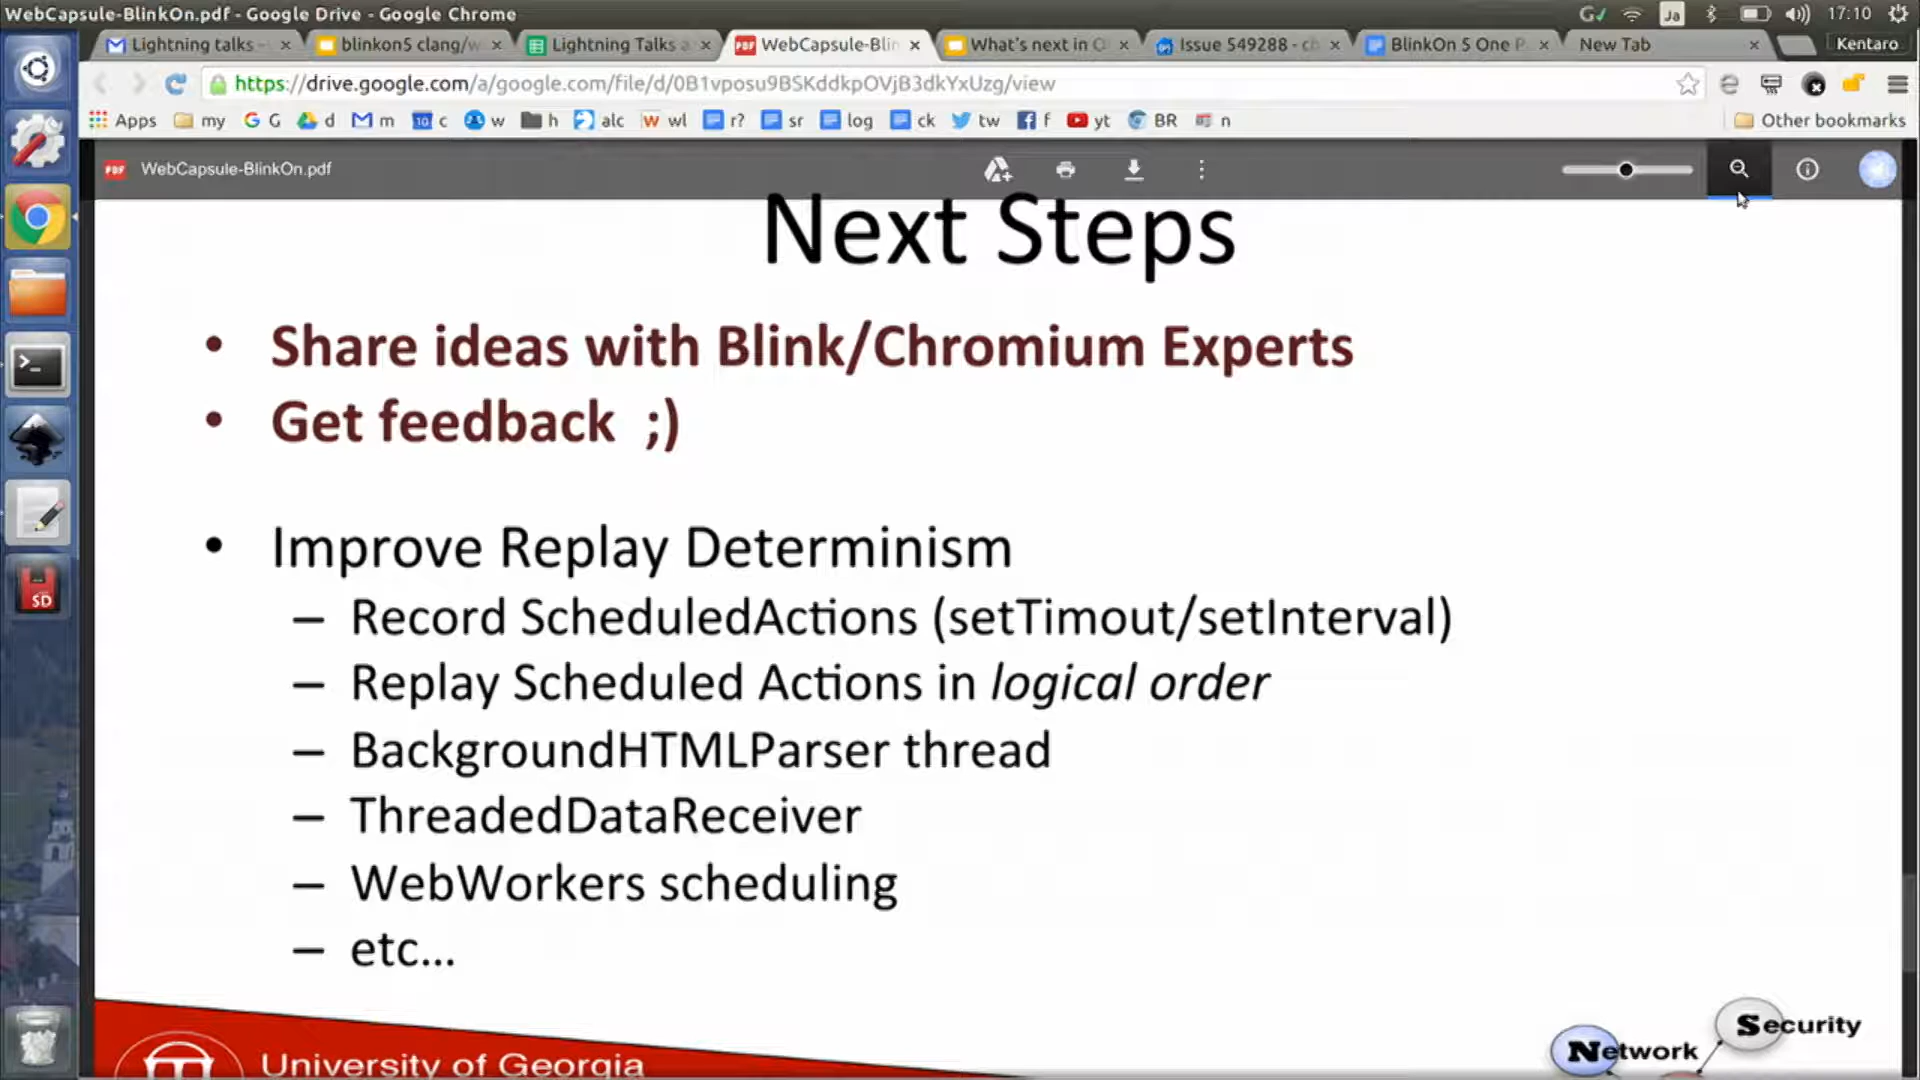 WebCapsule-BlinkOn.pdf - Google Drive - Google Chrome
Ja
17:10
Lightning talks -
blinkon5 clang/w
Lightning Talks a
WebCapsule-Blin
What's next in
Issue 549288 - ch
BlinkOn 5 One P
New Tab
Kentaro
https://drive.google.com/a/google.com/file/d/0B1vposu9BSKddkpOVjB3dkYxUzg/view
Apps
my
G
d
m
c
w
h
alc
wl
r?
sr
log
ck
tw
f
yt
BR
n
Other bookmarks
PDF WebCapsule-BlinkOn.pdf
Next Steps
• Share ideas with Blink/Chromium Experts
• Get feedback ;)
• Improve Replay Determinism
– Record ScheduledActions (setTimout/setInterval)
– Replay Scheduled Actions in logical order
– BackgroundHTMLParser thread
– ThreadedDataReceiver
– WebWorkers scheduling
– etc...
SD
University of Georgia
Security
Network